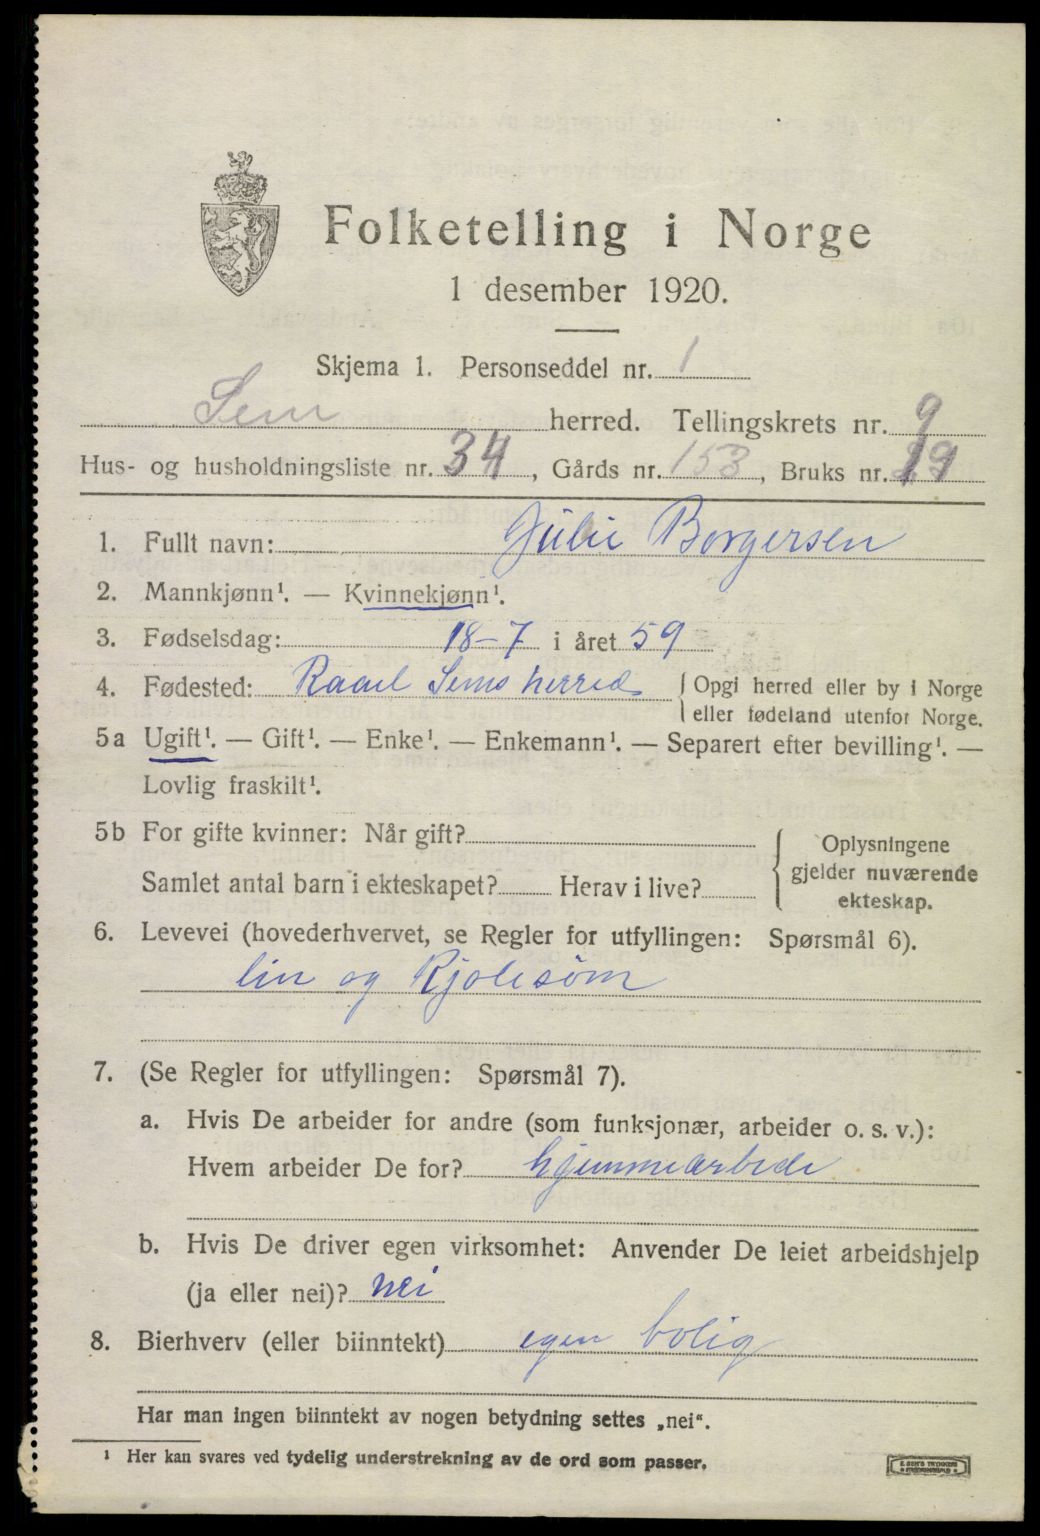 Folketelling i Norge
1 desember 1920.
Skjema 1. Personseddel nr. 1
Sem herred. Tellingskrets nr. 9
Hus- og husholdningsliste nr. 34, Gårds nr. 153, Bruks nr. 19
1. Fullt navn: Julie Borgersen
2. Mannkjønn¹. — Kvinnekjønn¹.
3. Fødselsdag: 18-7 i året 59
4. Fødested: Raael Sems herred { Opgi herred eller by i Norge
eller fødeland utenfor Norge.
5a Ugift¹. — Gift¹. — Enke¹. — Enkemann¹. — Separert efter bevilling¹. —
Lovlig fraskilt¹.
5b For gifte kvinner: Når gift?
Samlet antal barn i ekteskapet? Herav i live?
{ Oplysningene
gjelder nuværende
ekteskap.
6. Levevei (hovederhvervet, se Regler for utfyllingen: Spørsmål 6).
lin og Kjolesøm
7. (Se Regler for utfyllingen: Spørsmål 7).
a. Hvis De arbeider for andre (som funksjonær, arbeider o. s. v.):
Hvem arbeider De for? hjemmearbede
b. Hvis De driver egen virksomhet: Anvender De leiet arbeidshjelp
(ja eller nei)? nei
8. Bierhverv (eller biinntekt) egen bolig
Har man ingen biinntekt av nogen betydning settes „nei“.
¹ Her kan svares ved tydelig understrekning av de ord som passer.